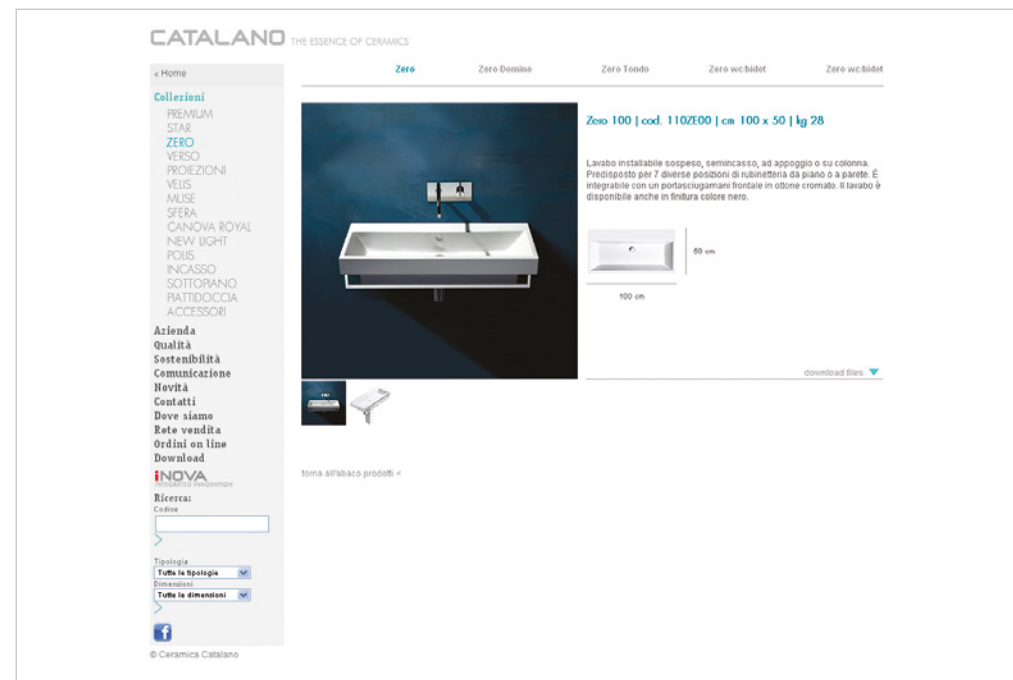 CATALANO THE ESSENCE OF CERAMICS
< Home
Collezioni
PREMIUM
STAR
ZERO
VERSO
PROIEZIONI
VELIS
MUSE
SFERA
CANOVA ROYAL
NEW LIGHT
POLIS
INCASSO
SOTTOPIANO
PIATTIDOCCIA
ACCESSORI
Azienda
Qualità
Sostenibilità
Comunicazione
Novità
Contatti
Dove siamo
Rete vendita
Ordini on line
Download
iNOVA
INTEGRATED INNOVATION
Ricerca:
Codice
Tipologia
Tutte le tipologie
Dimensioni
Tutte le dimensioni
f
© Ceramica Catalano
Zero Zero Domino Zero Tondo Zero wc/bidet Zero wc/bidet
Zero 100 | cod. 110ZE00 | cm 100 x 50 | kg 28
Lavabo installabile sospeso, semincasso, ad appoggio o su colonna.
Predisposto per 7 diverse posizioni di rubinetteria da piano o a parete. É
integrabile con un portasciugamani frontale in ottone cromato. Il lavabo è
disponibile anche in finitura colore nero.
50 cm
100 cm
download files
torna all'abaco prodotti <